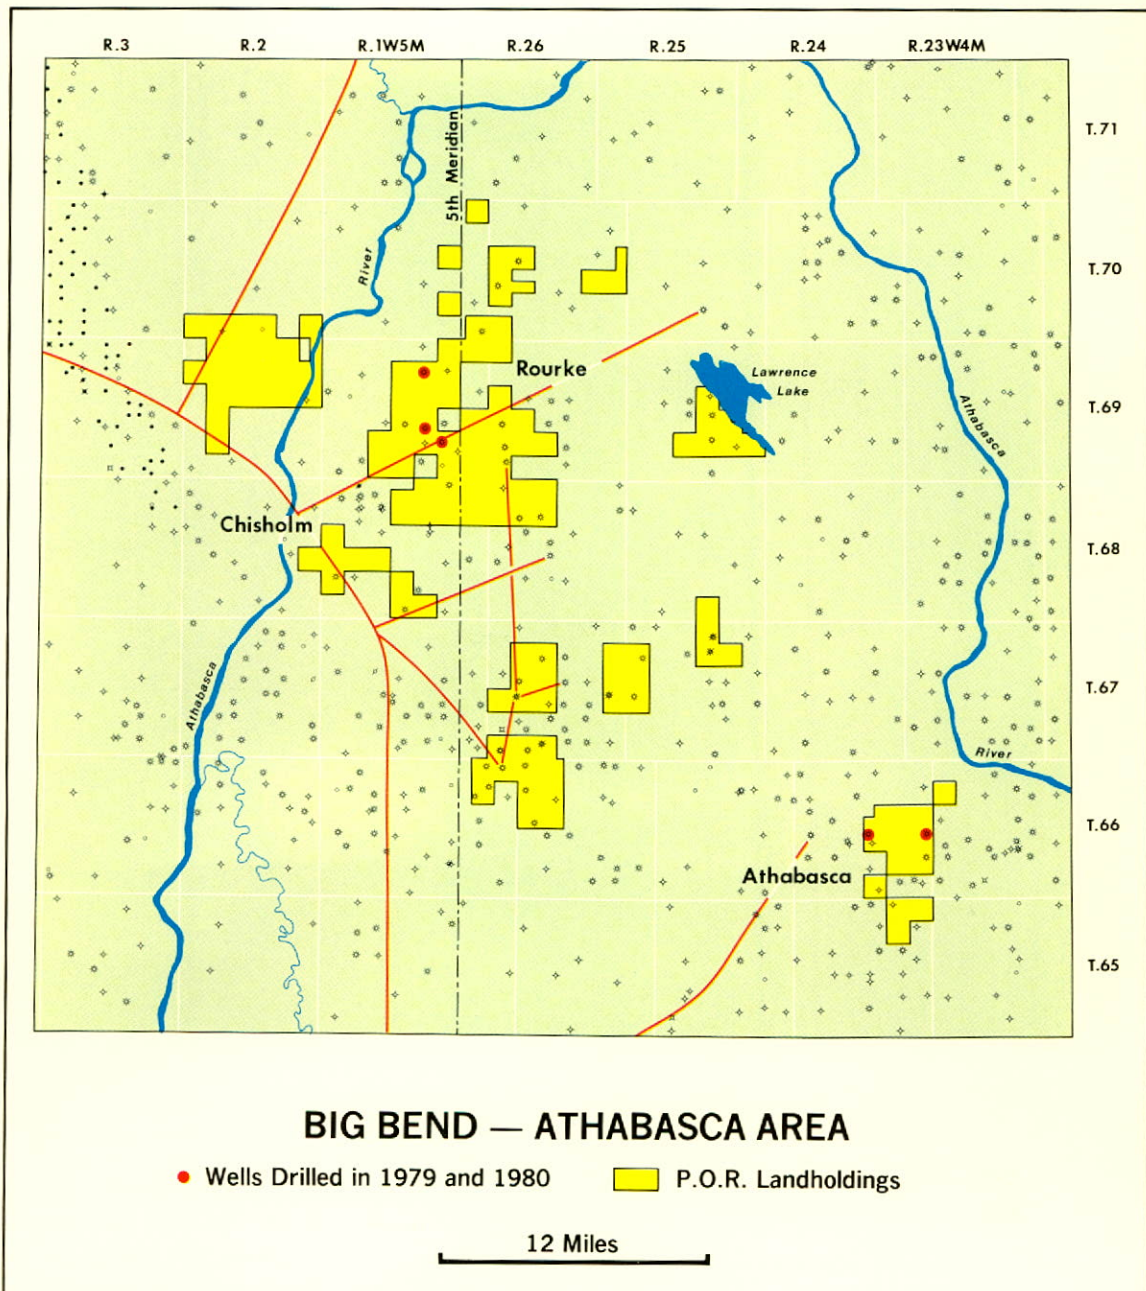 R.3 R.2 R.1W5M R.26 R.25 R.24 R.23W4M
T.71
5th Meridian
River
T.70
Rourke
Lawrence
Lake
T.69
Athabasca
Chisholm
T.68
Athabasca
T.67
River
T.66
Athabasca
T.65
BIG BEND — ATHABASCA AREA
Wells Drilled in 1979 and 1980
P.O.R. Landholdings
12 Miles